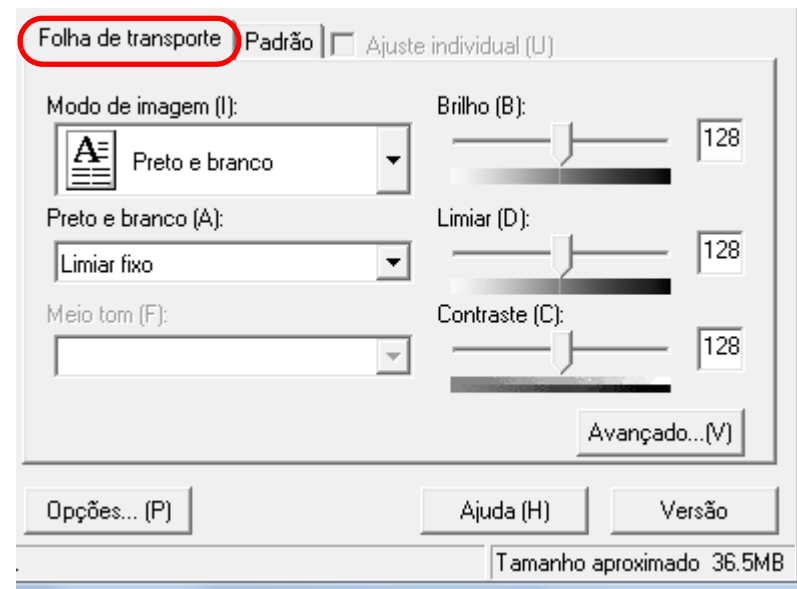 Folha de transporte Padrão Ajuste individual (U)
Modo de imagem (I):
Preto e branco
Brilho (B):
128
Preto e branco (A):
Limiar fixo
Limiar (D):
128
Meio tom (F):
Contraste (C):
128
Avançado...(V)
Opções... (P) Ajuda (H) Versão
. Tamanho aproximado 36.5MB